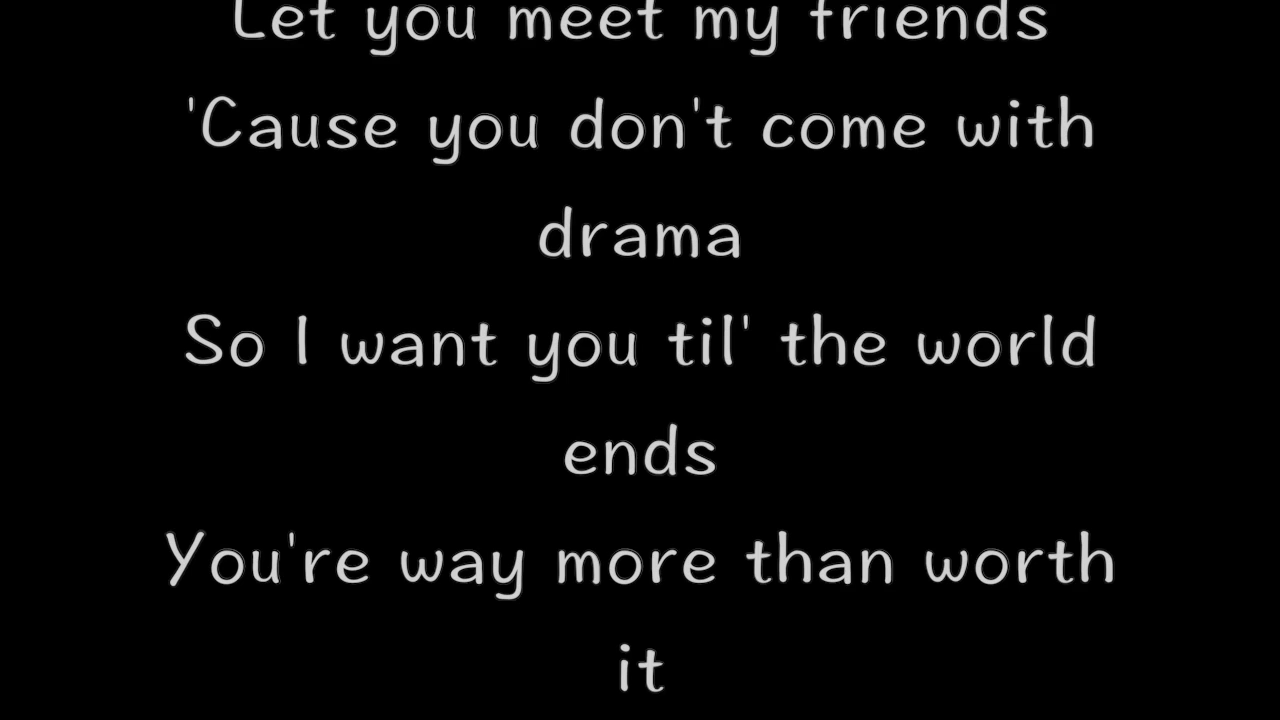 Let you meet my friends
'Cause you don't come with
drama
So I want you til' the world
ends
You're way more than worth
it